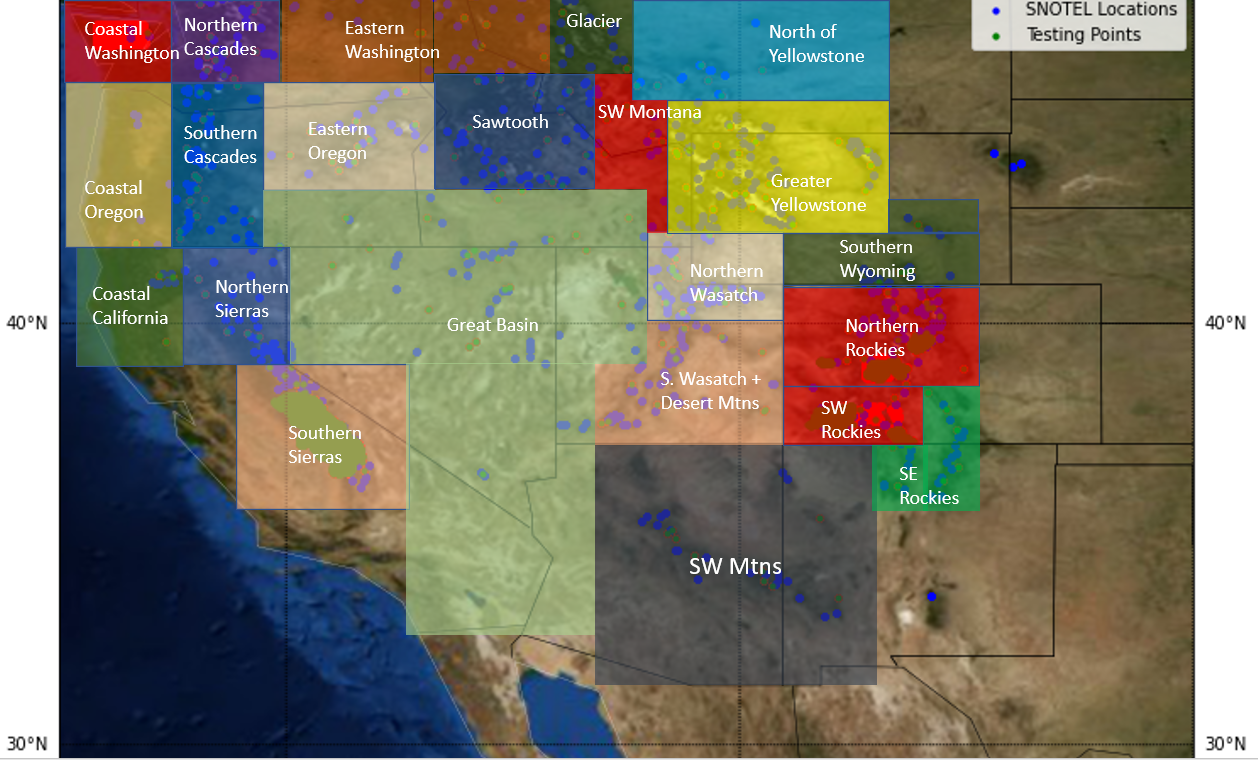 SNOTEL Locations
Testing Points
Coastal
Washington
Northern
Cascades
Eastern
Washington
Glacier
North of
Yellowstone
Southern
Cascades
Eastern
Oregon
Sawtooth
SW Montana
Coastal
Oregon
Greater
Yellowstone
Southern
Wyoming
Northern
Wasatch
Coastal
California
Northern
Sierras
Great Basin
Northern
Rockies
40°N
40°N
S. Wasatch +
Desert Mtns
SW
Rockies
Southern
Sierras
SE
Rockies
SW Mtns
30°N
30°N